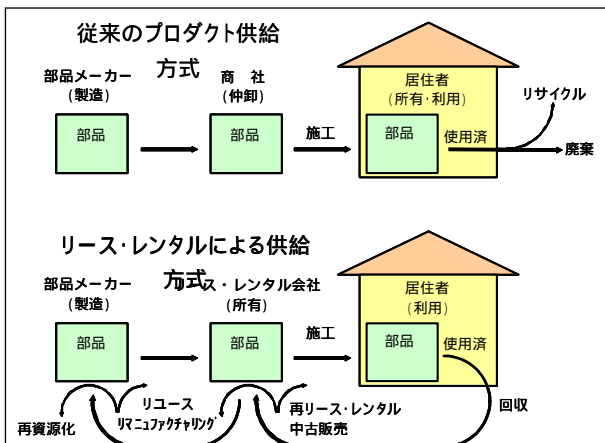 従来のプロダクト供給
方式
部品メーカー
(製造)
商　社
(仲卸)
居住者
(所有･利用)
リサイクル
部品
部品
施工
部品
使用済
廃棄
リース･レンタルによる供給
方式
部品メーカー
(製造)
リース・レンタル会社
(所有)
居住者
(利用)
部品
部品
施工
部品
使用済
再資源化
リユース
リマニュファクチャリング
再リース･レンタル
中古販売
回収